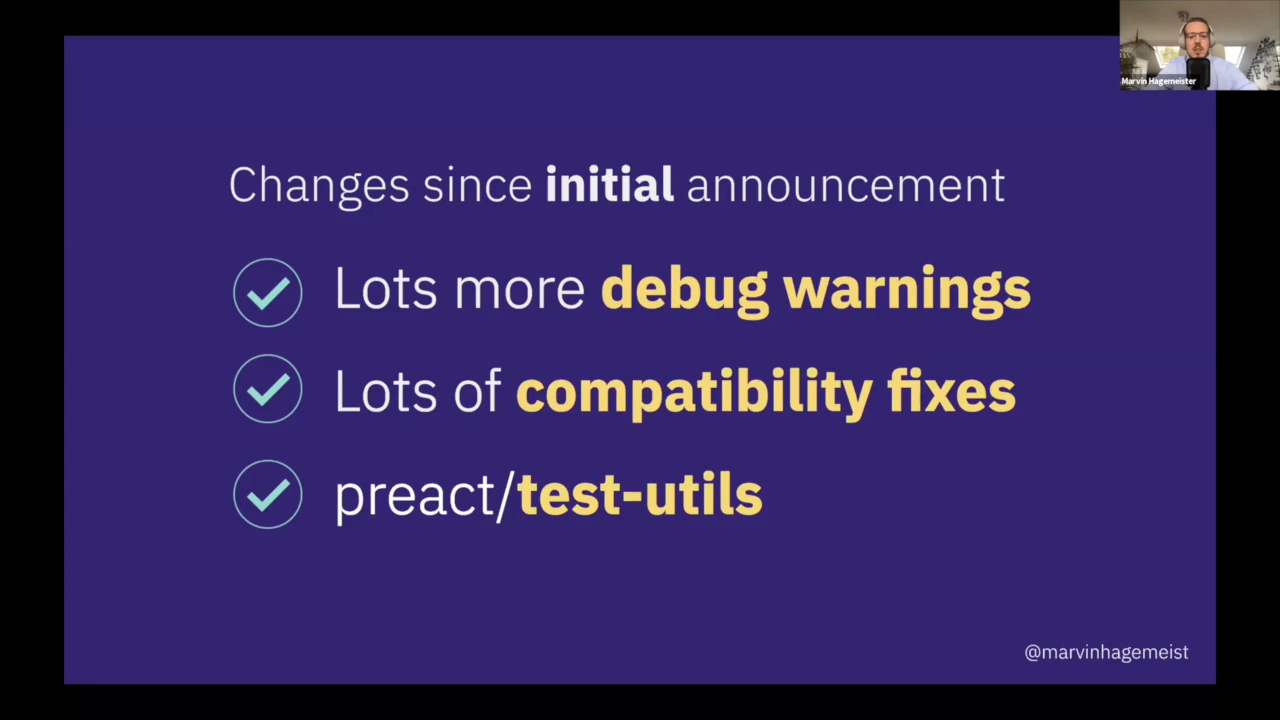 Marvin Hagemeister
Changes since initial announcement
Lots more debug warnings
Lots of compatibility fixes
preact/test-utils
@marvinhagemeist